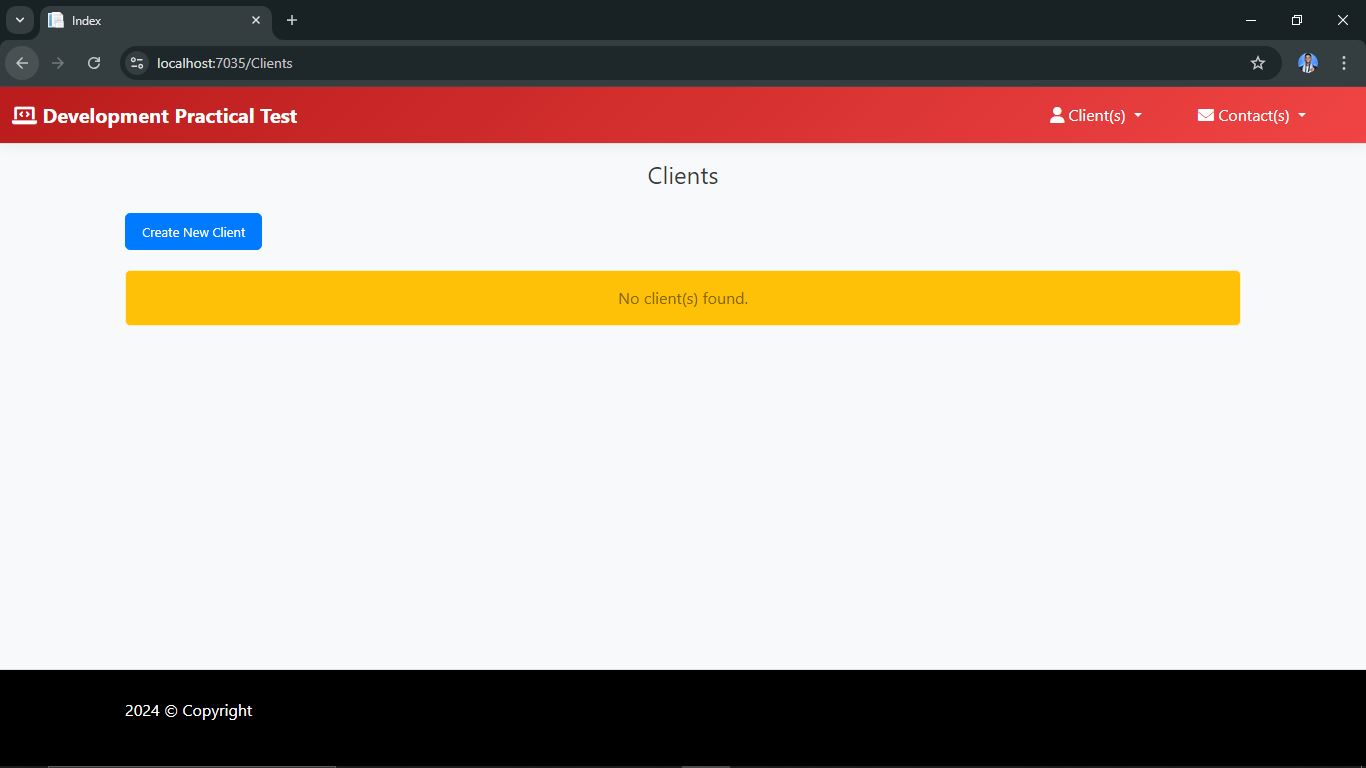 Index
localhost:7035/Clients
Development Practical Test
Client(s)
Contact(s)
Clients
Create New Client
No client(s) found.
2024 © Copyright